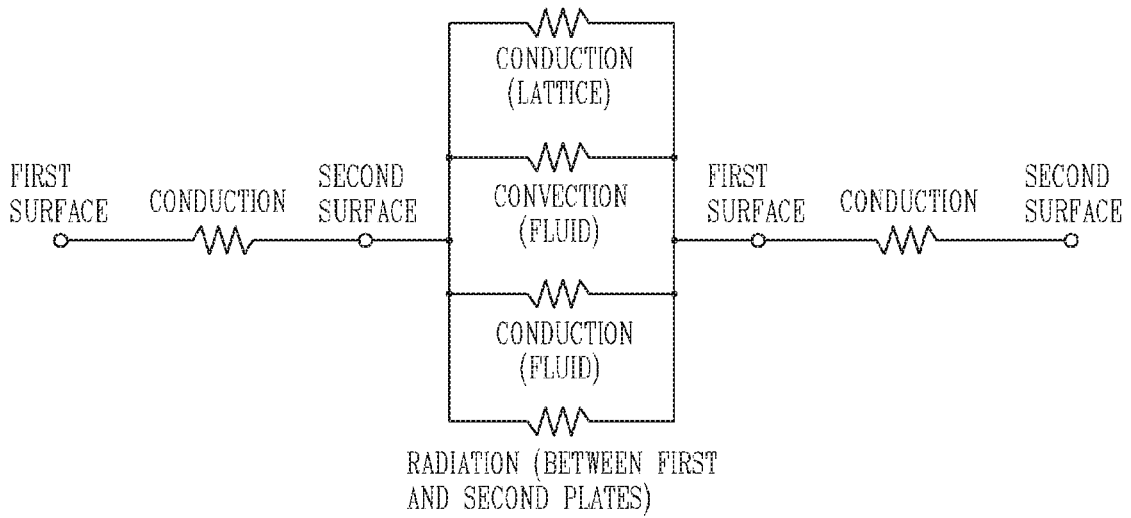 CONDUCTION
(LATTICE)
FIRST
SURFACE
CONDUCTION
SECOND
SURFACE
CONVECTION
(FLUID)
FIRST
SURFACE
CONDUCTION
SECOND
SURFACE
CONDUCTION
(FLUID)
RADIATION (BETWEEN FIRST
AND SECOND PLATES)